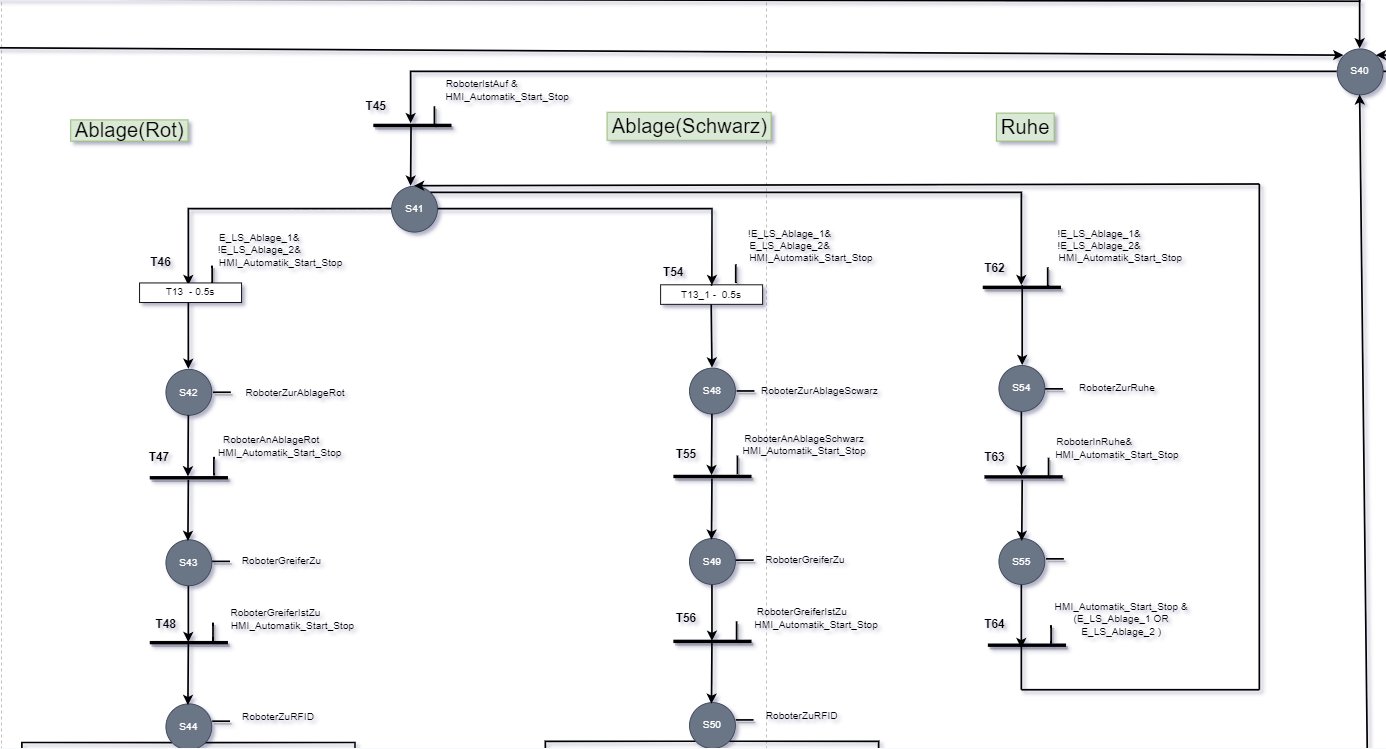 S40
RoboterIstAuf &
HMI_Automatik_Start_Stop
T45
Ablage(Rot)
Ablage(Schwarz)
Ruhe
S41
E_LS_Ablage_1&
!E_LS_Ablage_2&
HMI_Automatik_Start_Stop
T46
T13 - 0.5s
!E_LS_Ablage_1&
E_LS_Ablage_2&
HMI_Automatik_Start_Stop
T54
T13_1 - 0.5s
!E_LS_Ablage_1&
!E_LS_Ablage_2&
HMI_Automatik_Start_Stop
T62
S42
RoboterZurAblageRot
S48
RoboterZurAblageScwarz
S54
RoboterZurRuhe
RoboterAnAblageRot
HMI_Automatik_Start_Stop
T47
RoboterAnAblageSchwarz
HMI_Automatik_Start_Stop
T55
RoboterInRuhe&
HMI_Automatik_Start_Stop
T63
S43
RoboterGreiferZu
S49
RoboterGreiferZu
S55
RoboterGreiferIstZu
HMI_Automatik_Start_Stop
T48
RoboterGreiferIstZu
HMI_Automatik_Start_Stop
T56
HMI_Automatik_Start_Stop &
(E_LS_Ablage_1 OR
E_LS_Ablage_2 )
T64
S44
RoboterZuRFID
S50
RoboterZuRFID